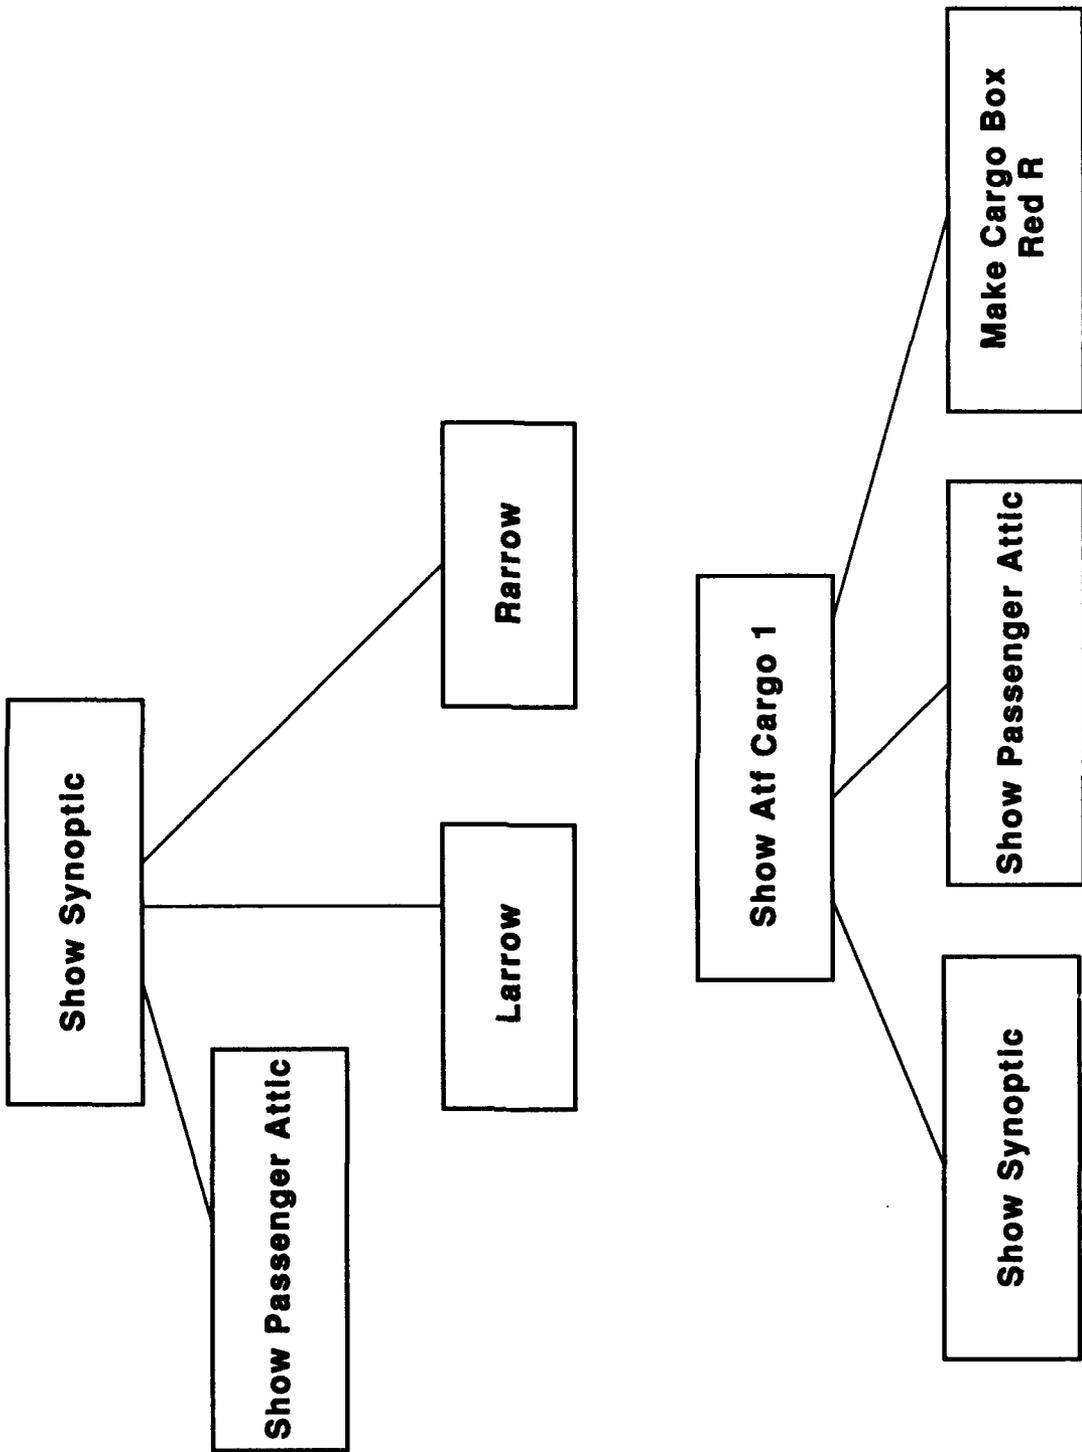 Show Synoptic
Show Passenger Attic
Larrow
Rarrow
Show Atf Cargo 1
Show Synoptic
Show Passenger Attic
Make Cargo Box
Red R